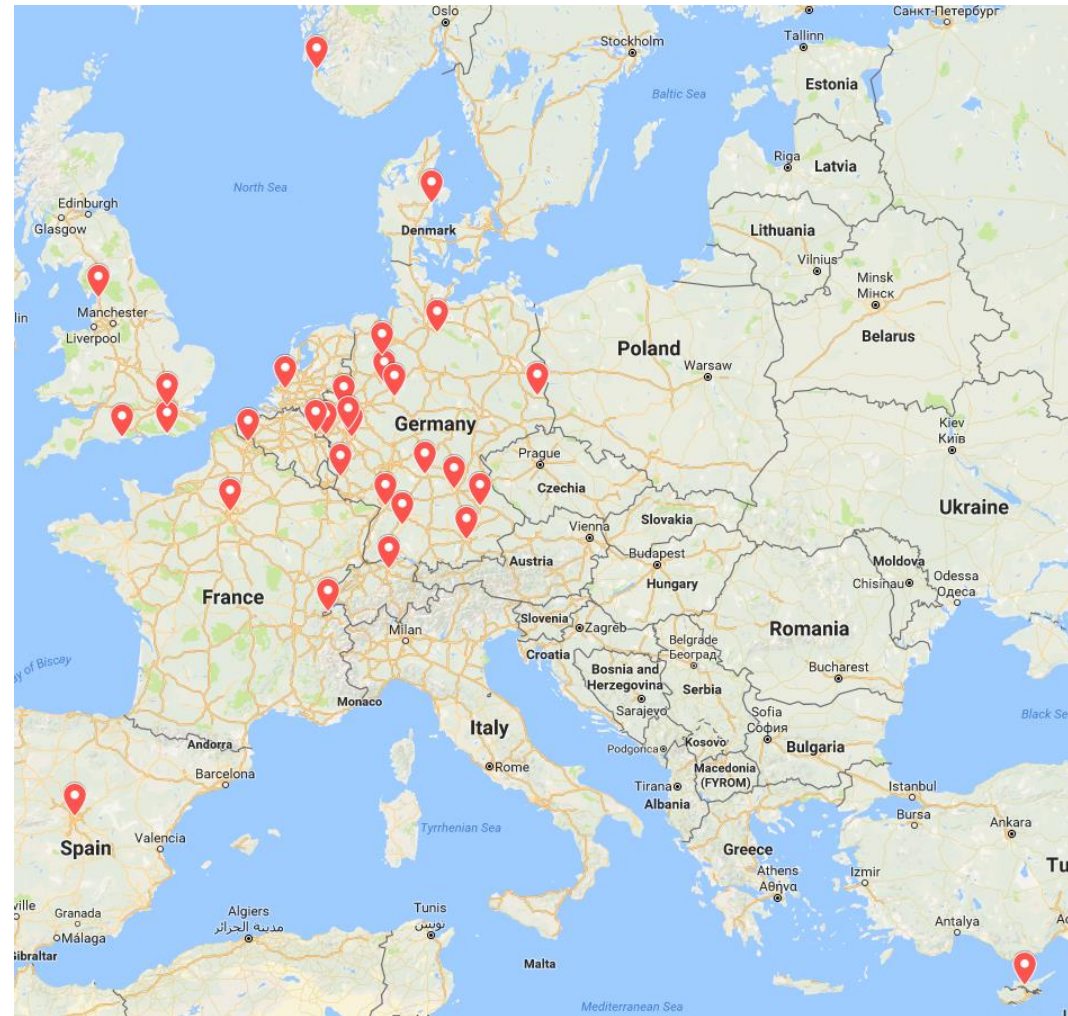 Oslo
Санкт-Петербург
Stockholm
Tallinn
Estonia
Baltic Sea
Riga
Latvia
North Sea
Edinburgh
Glasgow
Denmark
Lithuania
Vilnius
Minsk
Мінск
Manchester
Liverpool
Belarus
Poland
Warsaw
Germany
Kiev
Київ
Prague
Czechia
Ukraine
Slovakia
Vienna
Budapest
Austria
Hungary
Moldova
Chisinau
Odessa
Одеса
France
Slovenia
Zagreb
Milan
Croatia
Belgrade
Београд
Romania
Bosnia and
Herzegovina
Serbia
Bucharest
Sarajevo
Monaco
Sofia
София
Italy
Andorra
Podgorica
Kosovo
Bulgaria
Rome
Macedonia
(FYROM)
Barcelona
Tirana
Albania
Istanbul
Bursa
Ankara
Tyrrhenian Sea
Spain
Valencia
Greece
Athens
Αθήνα
Izmir
Granada
Málaga
Algiers
مدينة الجزائر
Tunis
تونس
Antalya
Malta
Mediterranean Sea